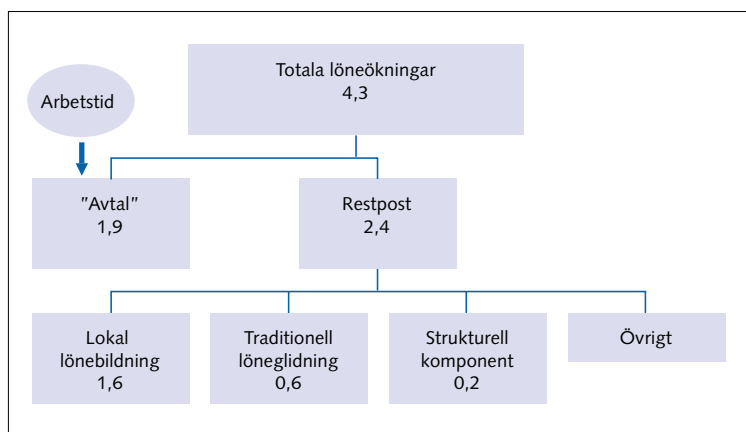 Totala löneökningar
4,3
Arbetstid
"Avtal"
1,9
Restpost
2,4
Lokal
lönebildning
1,6
Traditionell
löneglidning
0,6
Strukturell
komponent
0,2
Övrigt